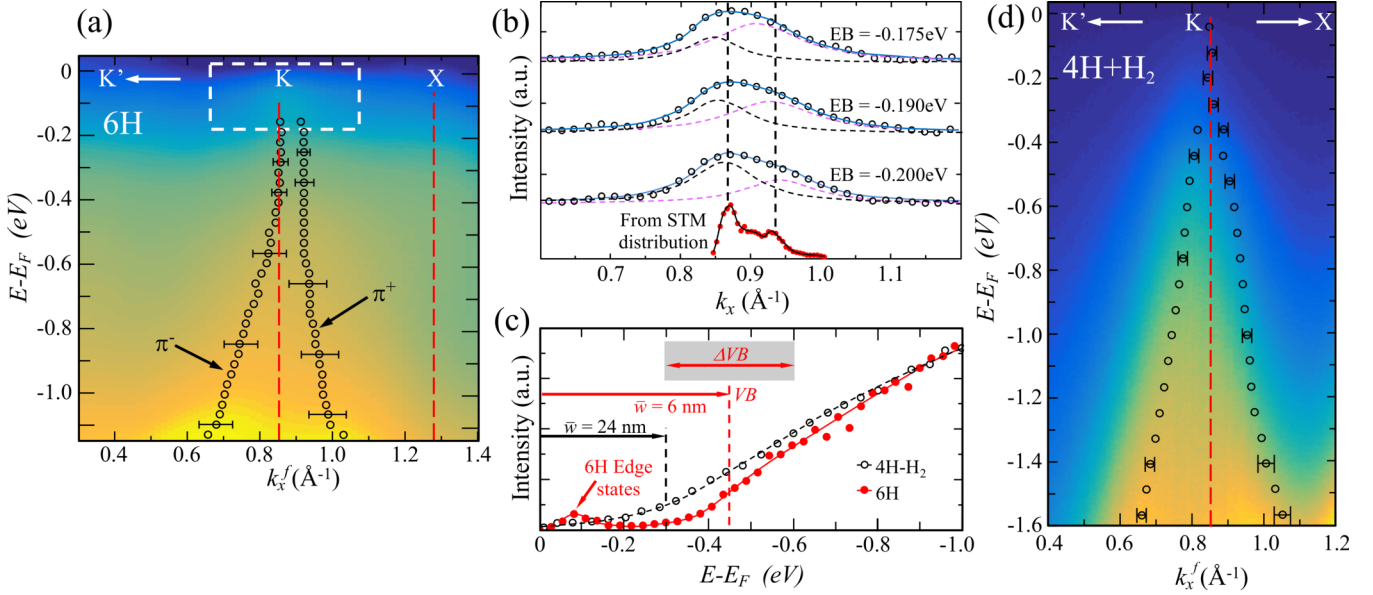 (a)
K'
K
X
6H
π⁻
π⁺
0
-0.2
-0.4
-0.6
-0.8
-1.0
E-E_F (eV)
0.4
0.6
0.8
1.0
1.2
1.4
k_x^f(Å⁻¹)
(b)
EB = -0.175eV
EB = -0.190eV
EB = -0.200eV
From STM
distribution
Intensity (a.u.)
0.7
0.8
0.9
1.0
1.1
k_x (Å⁻¹)
(c)
ΔVB
VB
w̄ = 6 nm
w̄ = 24 nm
6H Edge
states
4H-H₂
6H
Intensity (a.u.)
0
-0.2
-0.4
-0.6
-0.8
-1.0
E-E_F (eV)
(d)
K'
K
X
4H+H₂
0
-0.2
-0.4
-0.6
-0.8
-1.0
-1.2
-1.4
-1.6
E-E_F (eV)
0.4
0.6
0.8
1.0
1.2
k_x^f(Å⁻¹)